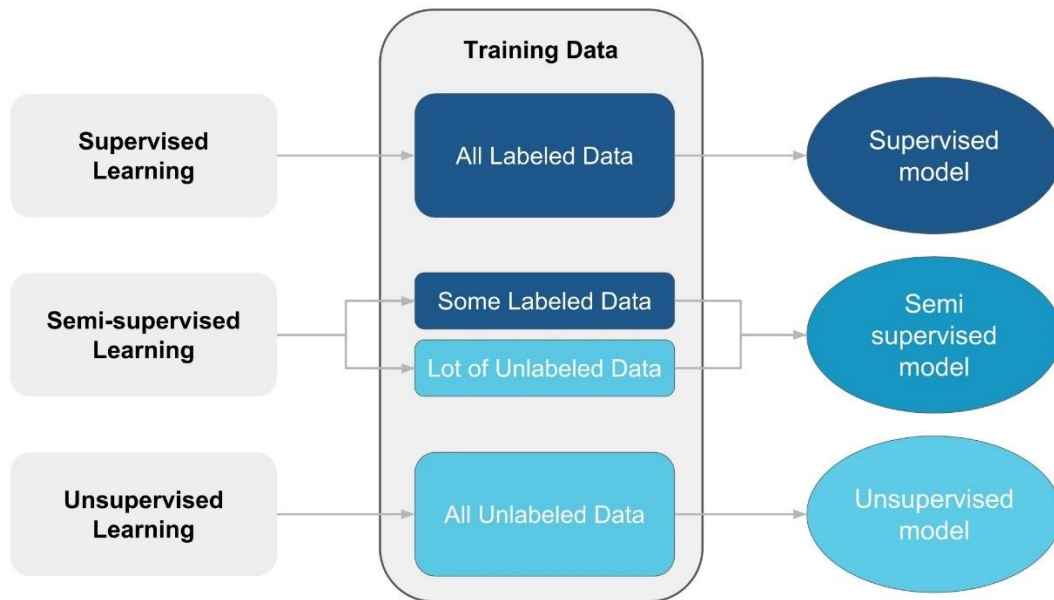 Training Data
Supervised
Learning
All Labeled Data
Supervised
model
Semi-supervised
Learning
Some Labeled Data
Lot of Unlabeled Data
Semi
supervised
model
Unsupervised
Learning
All Unlabeled Data
Unsupervised
model